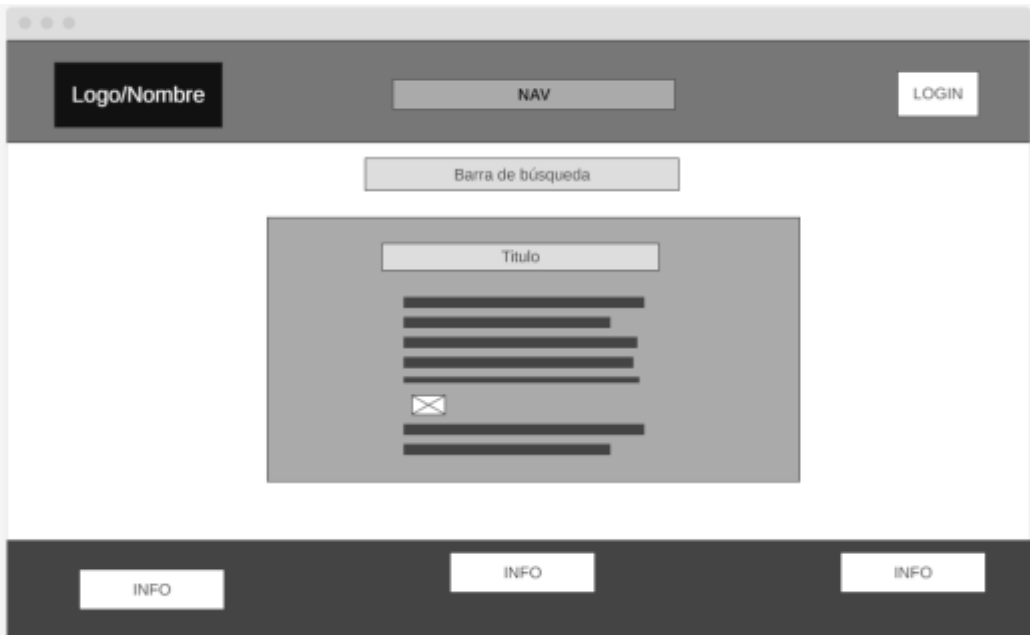 Logo/Nombre
NAV
LOGIN
Barra de búsqueda
Titulo
INFO
INFO
INFO